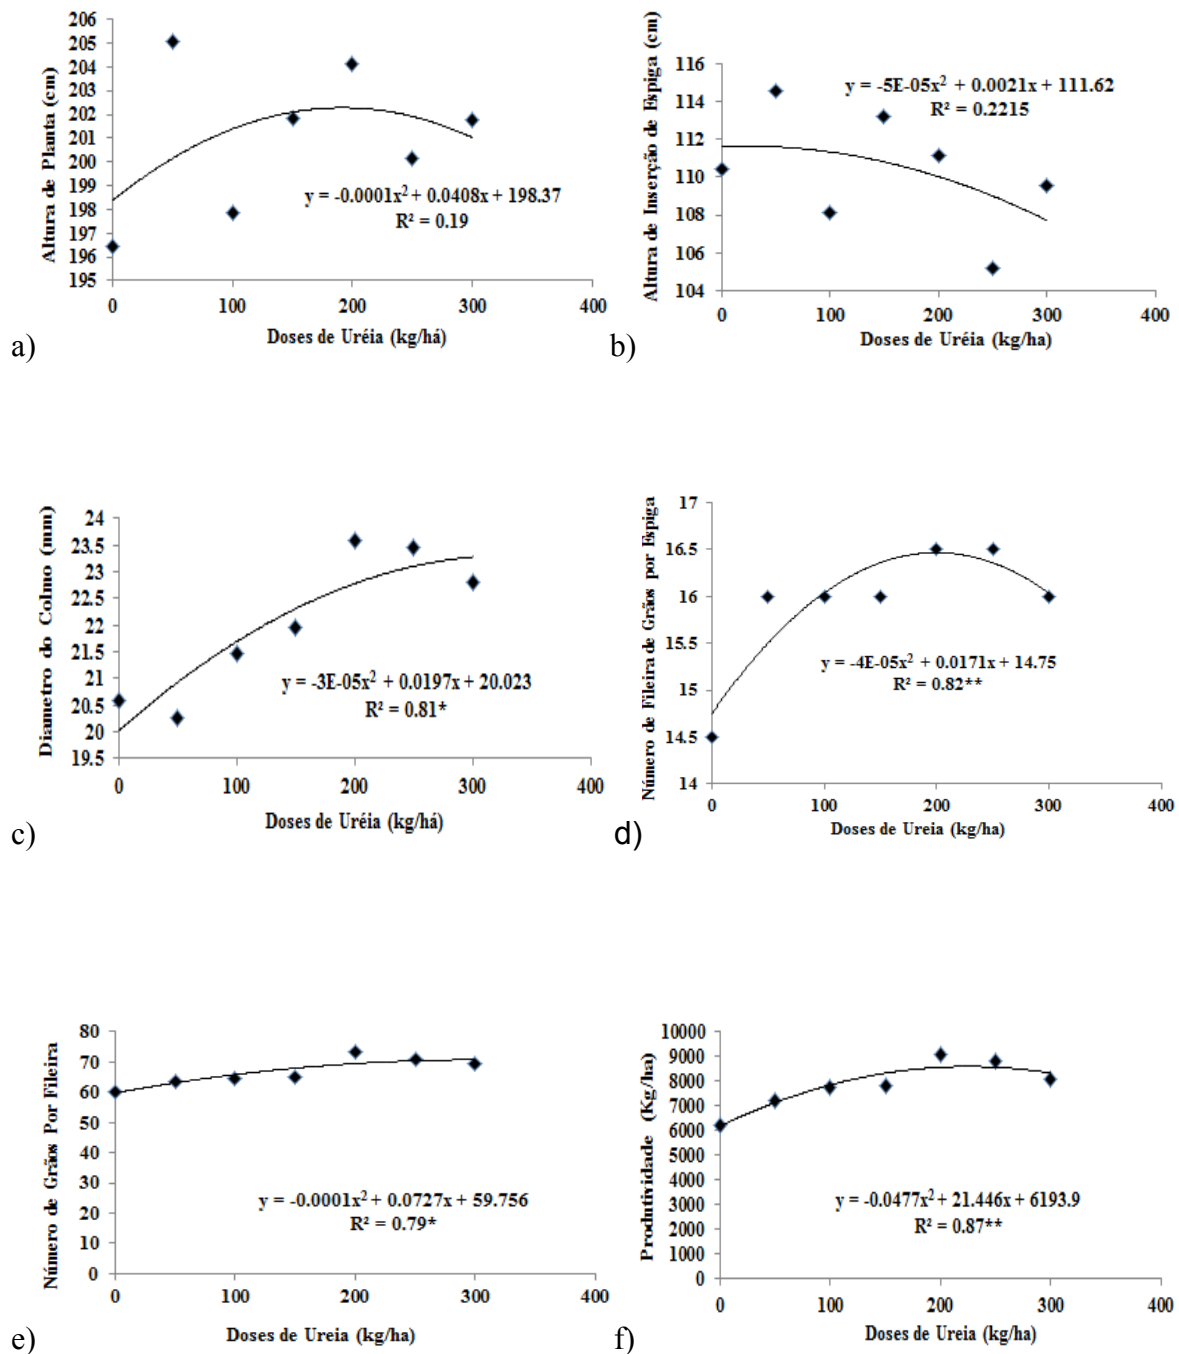 Altura de Planta (cm)
206
205
204
203
202
201
200
199
198
197
196
195
y = -0.0001x² + 0.0408x + 198.37
R² = 0.19
0 100 200 300 400
Doses de Uréia (kg/há)
a)
Altura de Inserção de Espiga (cm)
116
114
112
110
108
106
104
y = -5E-05x² + 0.0021x + 111.62
R² = 0.2215
0 100 200 300 400
Doses de Uréia (kg/ha)
b)
Diametro do Colmo (mm)
24
23.5
23
22.5
22
21.5
21
20.5
20
19.5
y = -3E-05x² + 0.0197x + 20.023
R² = 0.81*
0 100 200 300 400
Doses de Uréia (kg/há)
c)
Número de Fileira de Grãos por Espiga
17
16.5
16
15.5
15
14.5
14
y = -4E-05x² + 0.0171x + 14.75
R² = 0.82**
0 100 200 300 400
Doses de Ureia (kg/ha)
d)
Número de Grãos Por Fileira
80
70
60
50
40
30
20
10
0
y = -0.0001x² + 0.0727x + 59.756
R² = 0.79*
0 100 200 300 400
Doses de Ureia (kg/ha)
e)
Produtividade (Kg/ha)
10000
9000
8000
7000
6000
5000
4000
3000
2000
1000
0
y = -0.0477x² + 21.446x + 6193.9
R² = 0.87**
0 100 200 300 400
Doses de Ureia (kg/ha)
f)